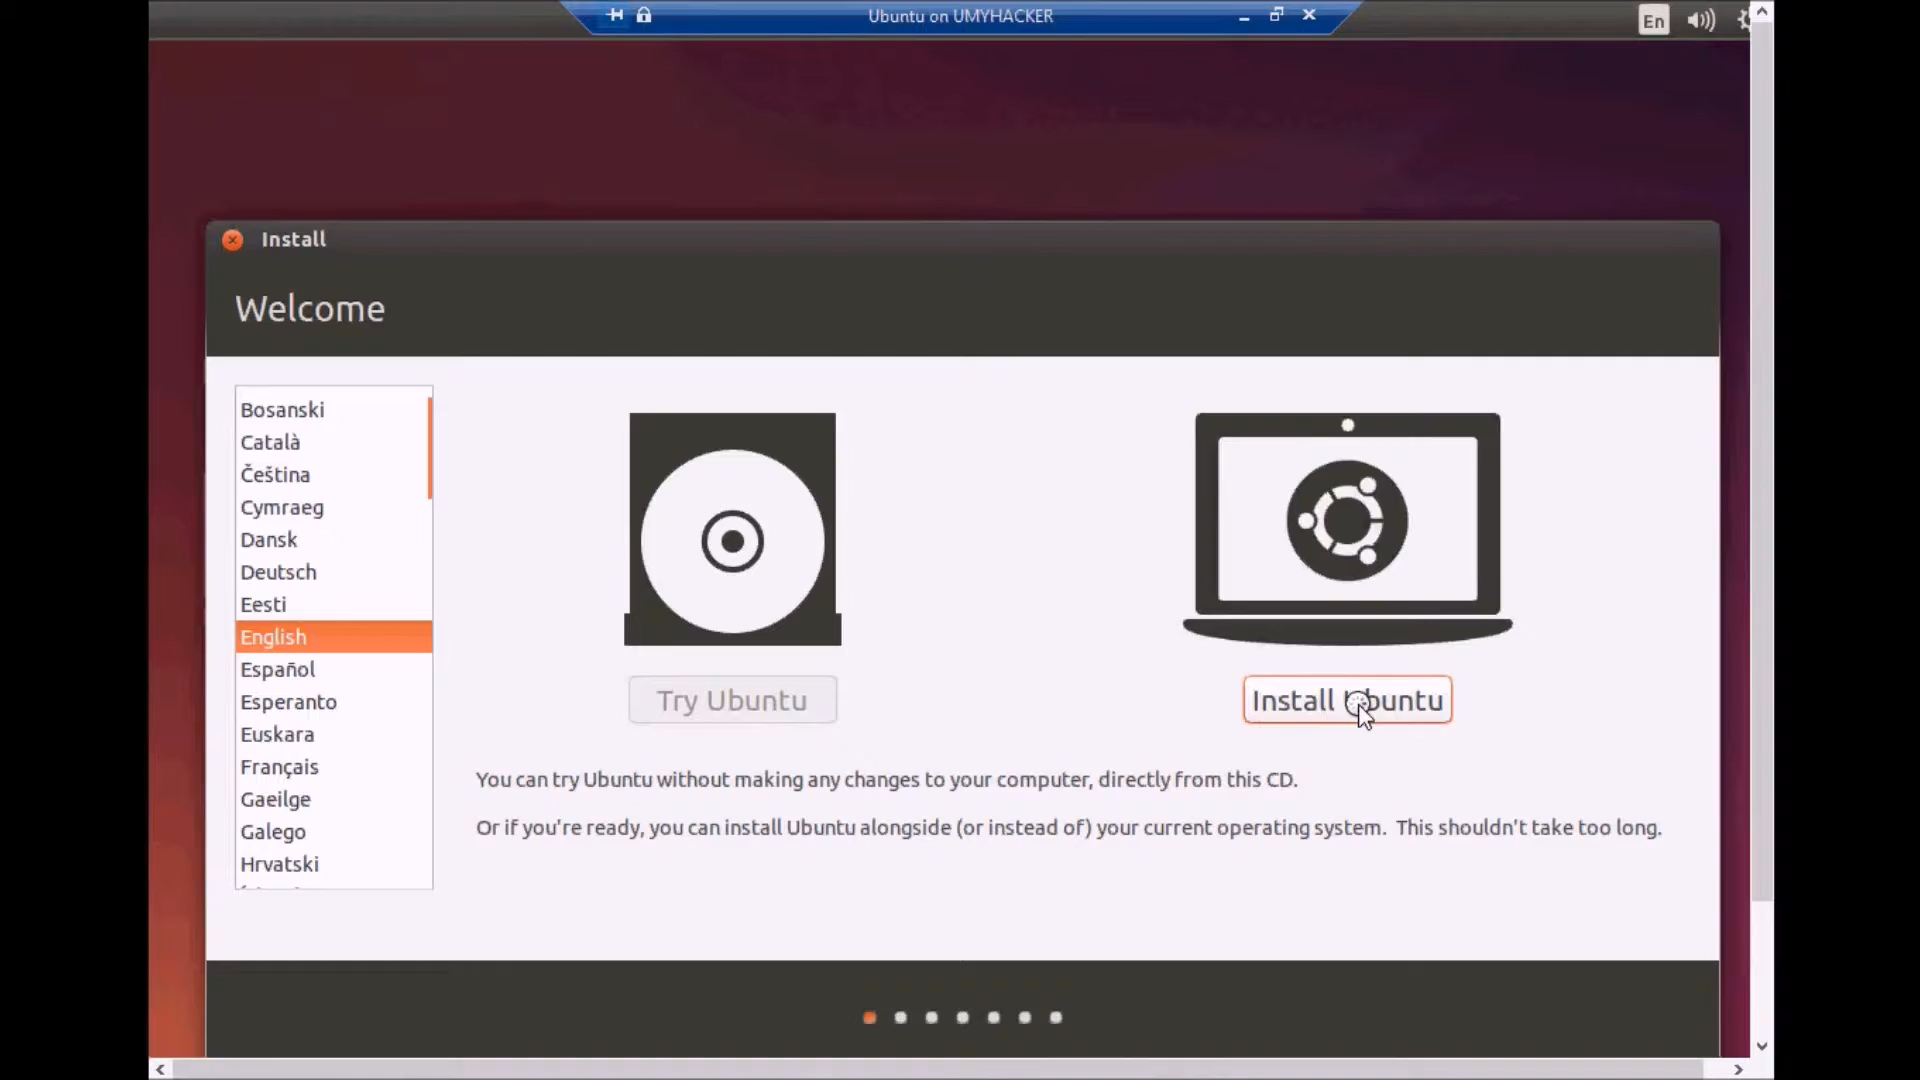 Ubuntu on UMYHACKER
En
Install
Welcome
Bosanski
Català
Čeština
Cymraeg
Dansk
Deutsch
Eesti
English
Español
Esperanto
Euskara
Français
Gaeilge
Galego
Hrvatski
Try Ubuntu
Install Ubuntu
You can try Ubuntu without making any changes to your computer, directly from this CD.
Or if you're ready, you can install Ubuntu alongside (or instead of) your current operating system. This shouldn't take too long.